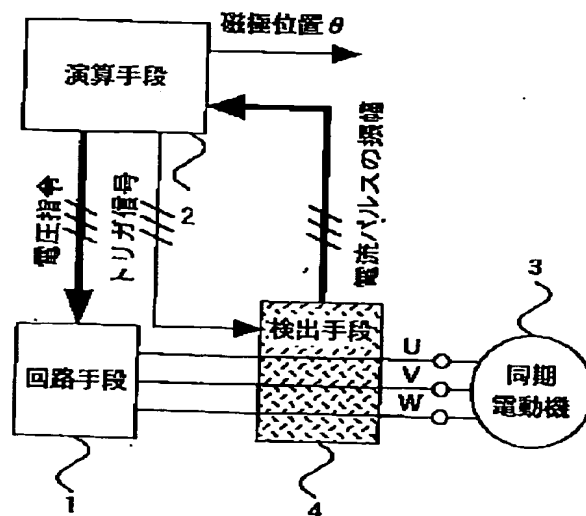 磁極位置θ
演算手段
電圧指令
トリガ信号
2
電流パルスの振幅
3
検出手段
回路手段
U
V
W
同期
電動機
1
4